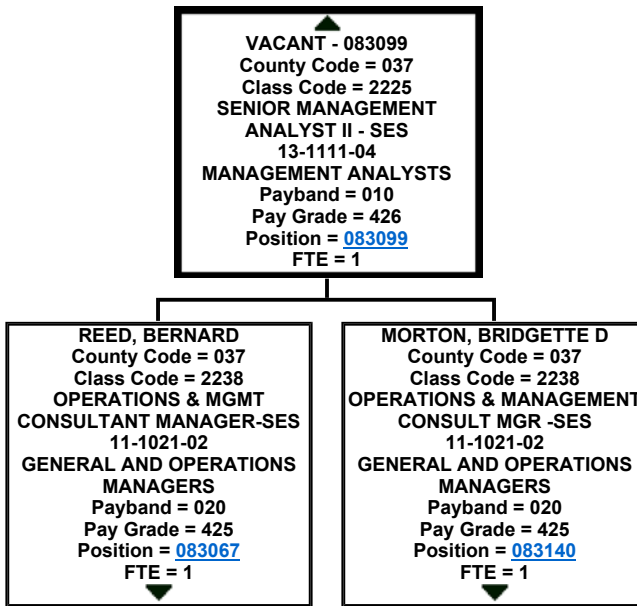 VACANT - 083099
County Code = 037
Class Code = 2225
SENIOR MANAGEMENT
ANALYST II - SES
13-1111-04
MANAGEMENT ANALYSTS
Payband = 010
Pay Grade = 426
Position = 083099
FTE = 1
REED, BERNARD
County Code = 037
Class Code = 2238
OPERATIONS & MGMT
CONSULTANT MANAGER-SES
11-1021-02
GENERAL AND OPERATIONS
MANAGERS
Payband = 020
Pay Grade = 425
Position = 083067
FTE = 1
MORTON, BRIDGETTE D
County Code = 037
Class Code = 2238
OPERATIONS & MANAGEMENT
CONSULT MGR -SES
11-1021-02
GENERAL AND OPERATIONS
MANAGERS
Payband = 020
Pay Grade = 425
Position = 083140
FTE = 1